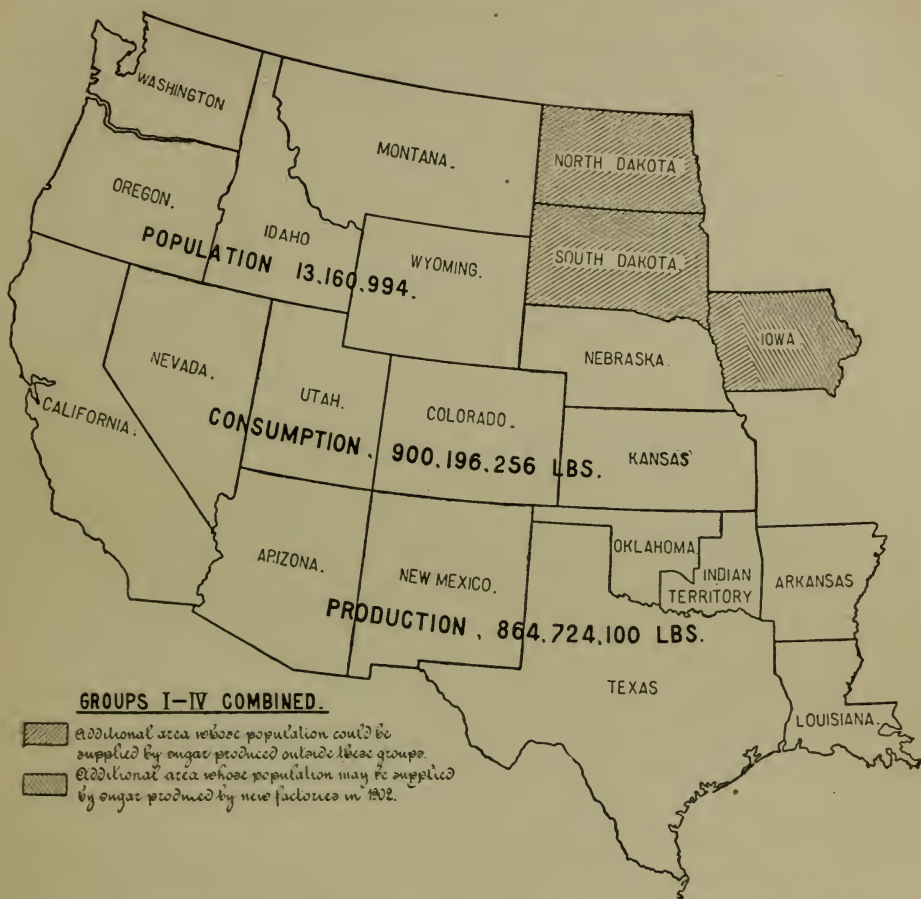 WASHINGTON
MONTANA.
NORTH DAKOTA
OREGON.
IDAHO
POPULATION 13.160.994.
WYOMING.
SOUTH DAKOTA.
IOWA.
NEBRASKA.
NEVADA.
UTAH.
COLORADO.
CALIFORNIA.
CONSUMPTION. 900.196.256 LBS.
KANSAS
OKLAHOMA
ARIZONA.
NEW MEXICO.
INDIAN
TERRITORY
ARKANSAS
PRODUCTION. 864.724.100 LBS.
TEXAS
LOUISIANA.
GROUPS I-IV COMBINED.
Additional area whose population could be
supplied by sugar produced outside these groups.
Additional area whose population may be supplied
by sugar produced by new factories in 1902.